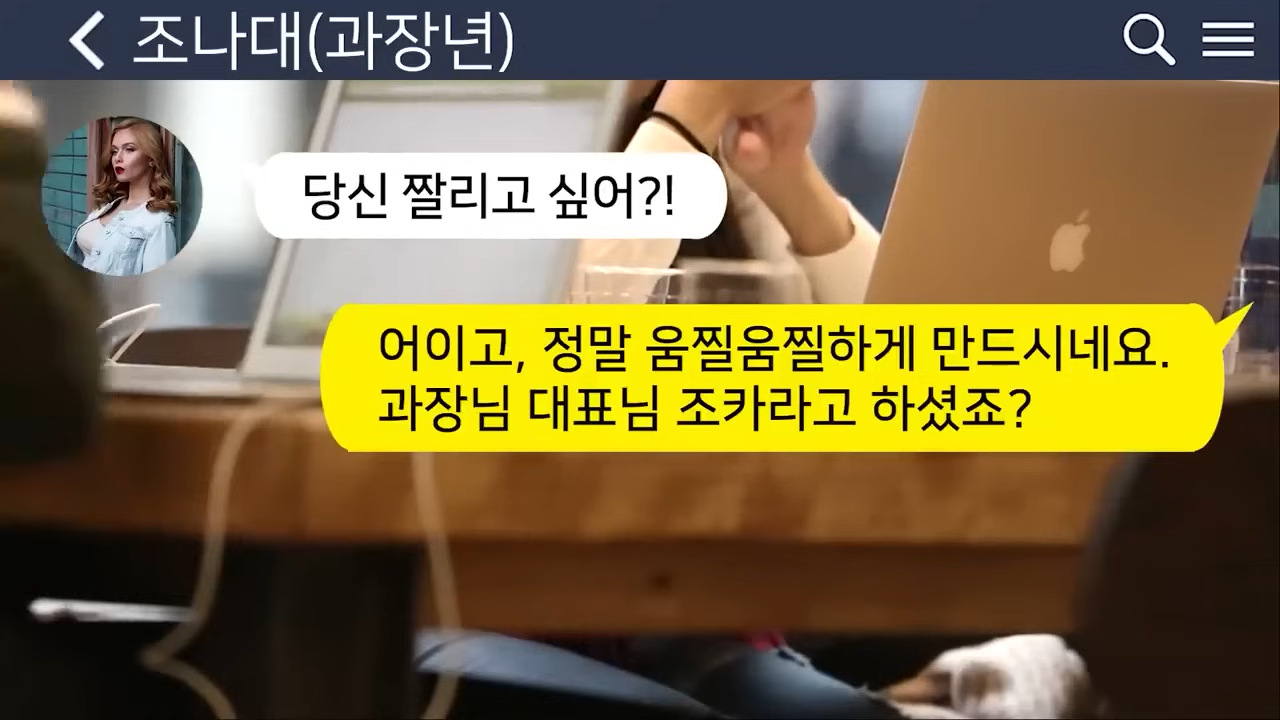 조나대(과장년)
당신 짤리고 싶어?!
어이고, 정말 움찔움찔하게 만드시네요.
과장님 대표님 조카라고 하셨죠?